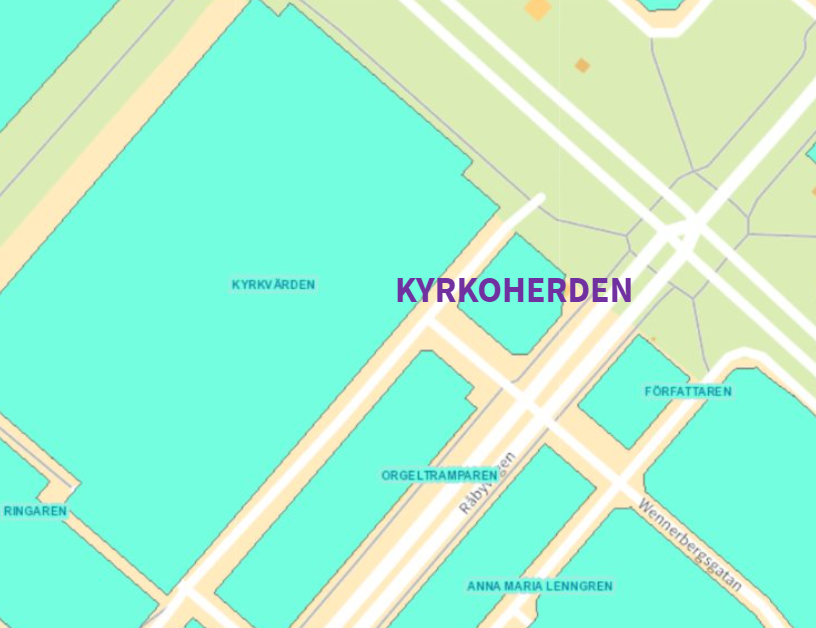 KYRKVÄRDEN
KYRKOHERDEN
FÖRFATTAREN
ORGELTRAMPAREN
Råbyvägen
RINGAREN
Wennerbergsgatan
ANNA MARIA LENNGREN